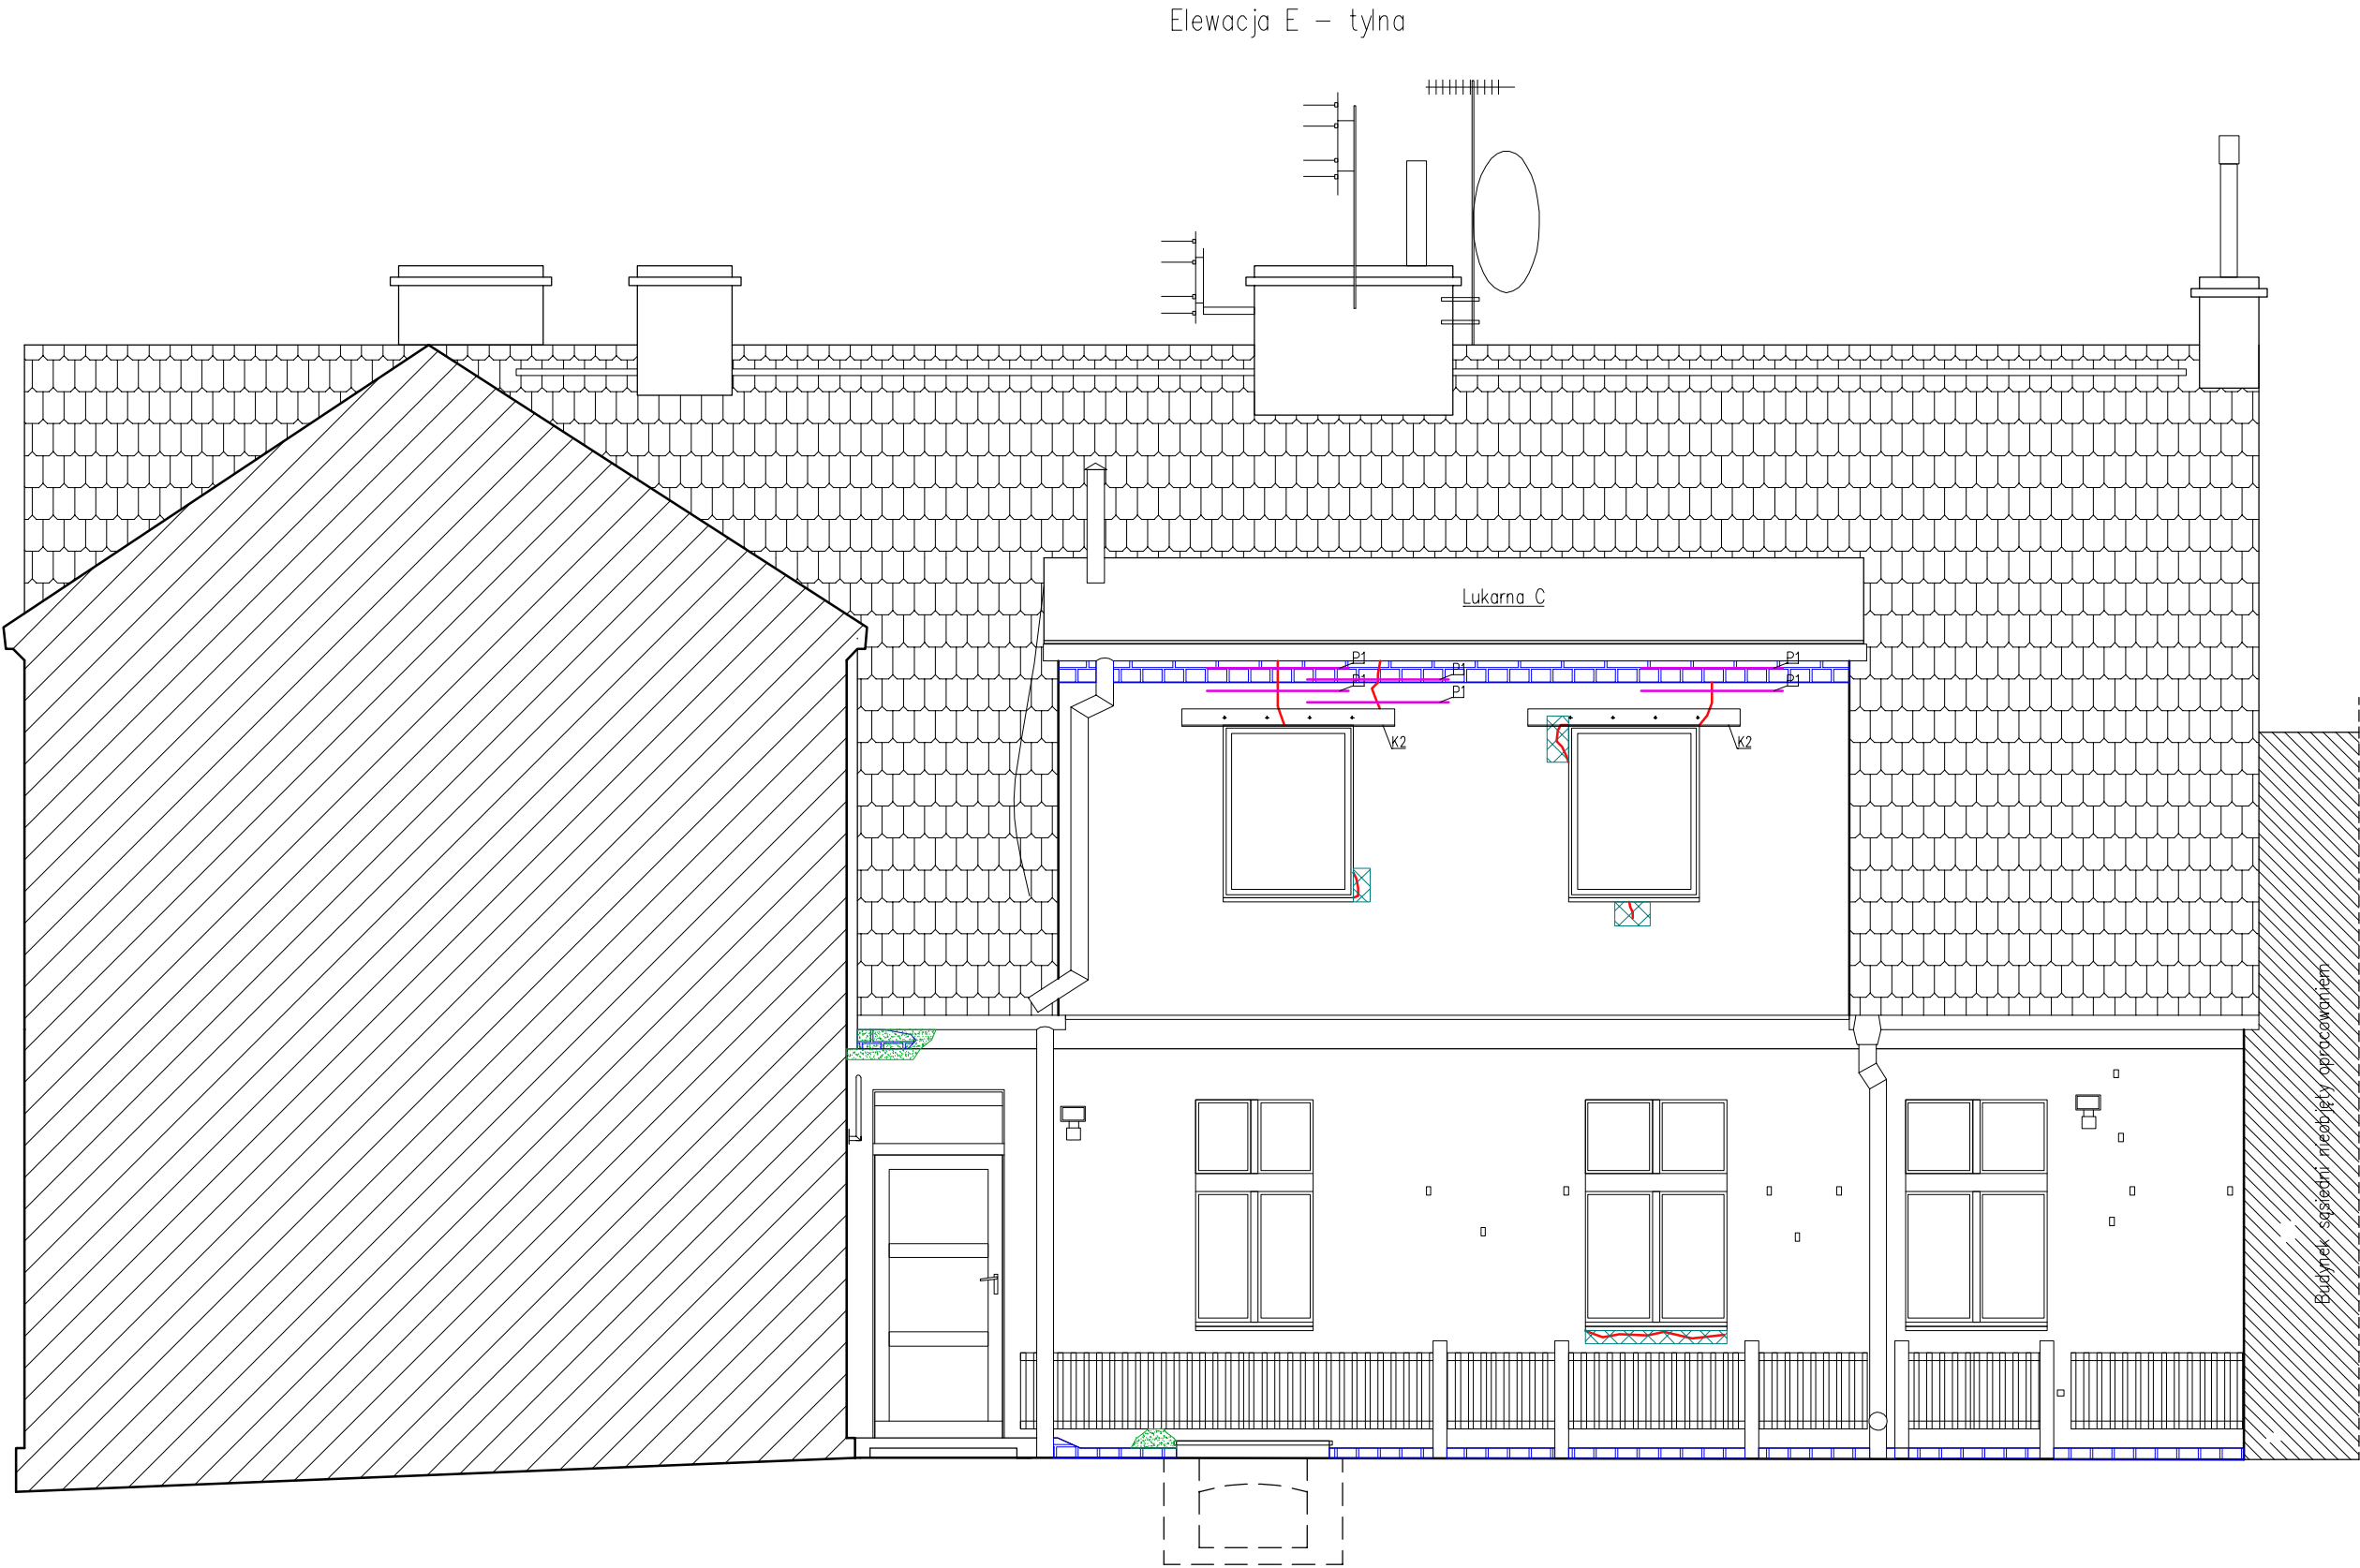 Elewacja E - tylna
Lukarna C
P1
P1
P1
P1
P1
P1
K2
K2
Budynek sąsiedni nieobjęty opracowaniem